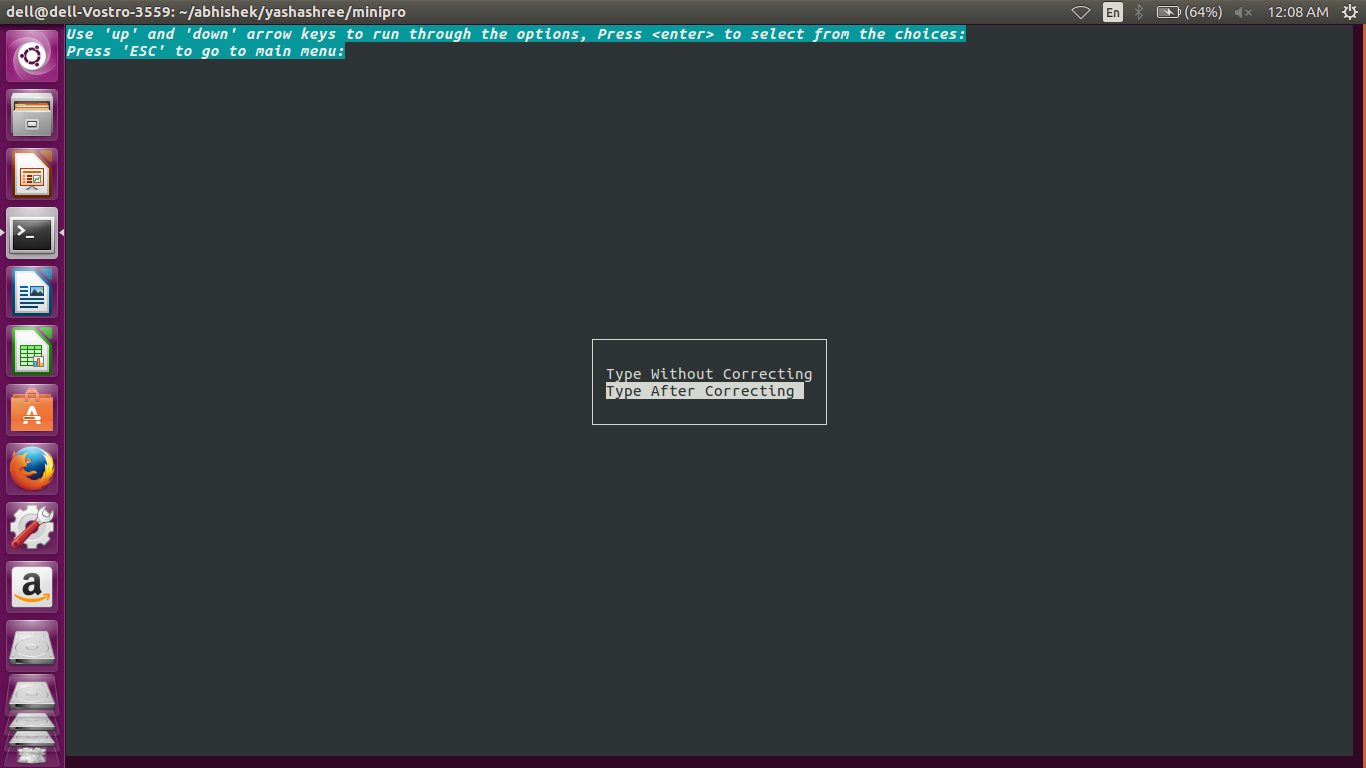 dell@dell-Vostro-3559: ~/abhishek/yashashree/minipro
En
(64%)
12:08 AM
Use 'up' and 'down' arrow keys to run through the options, Press <enter> to select from the choices:
Press 'ESC' to go to main menu:
Type Without Correcting
Type After Correcting
>_
A
a